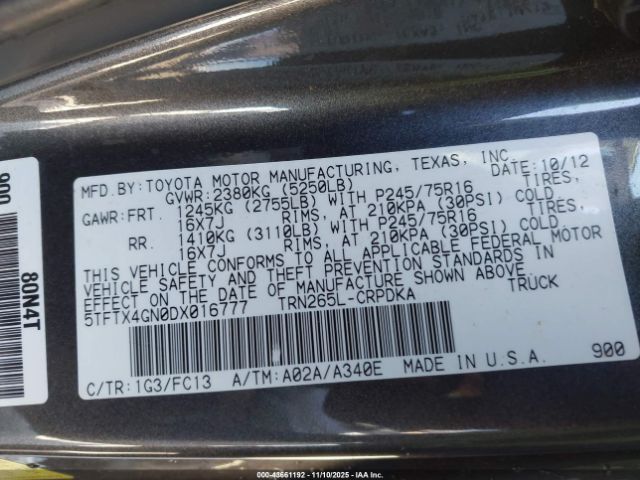 MFD.BY:TOYOTA MOTOR MANUFACTURING, TEXAS, INC.
GVWR:2380KG (5250LB) DATE:10/12
GAWR:FRT. 1245KG (2755LB) WITH P245/75R16 TIRES,
16X7J RIMS, AT 210KPA (30PSI) COLD
RR. 1410KG (3110LB) WITH P245/75R16 TIRES,
16X7J RIMS, AT 210KPA (30PSI) COLD
THIS VEHICLE CONFORMS TO ALL APPLICABLE FEDERAL MOTOR
VEHICLE SAFETY AND THEFT PREVENTION STANDARDS IN
EFFECT ON THE DATE OF MANUFACTURE SHOWN ABOVE
5TFTX4GN0DX016777 TRN265L-CRPDKA TRUCK
C/TR:1G3/FC13 A/TM:A02A/A340E MADE IN U.S.A. 900
900
80N4T
000-43661192 - 11/10/2025 - IAAI.COM